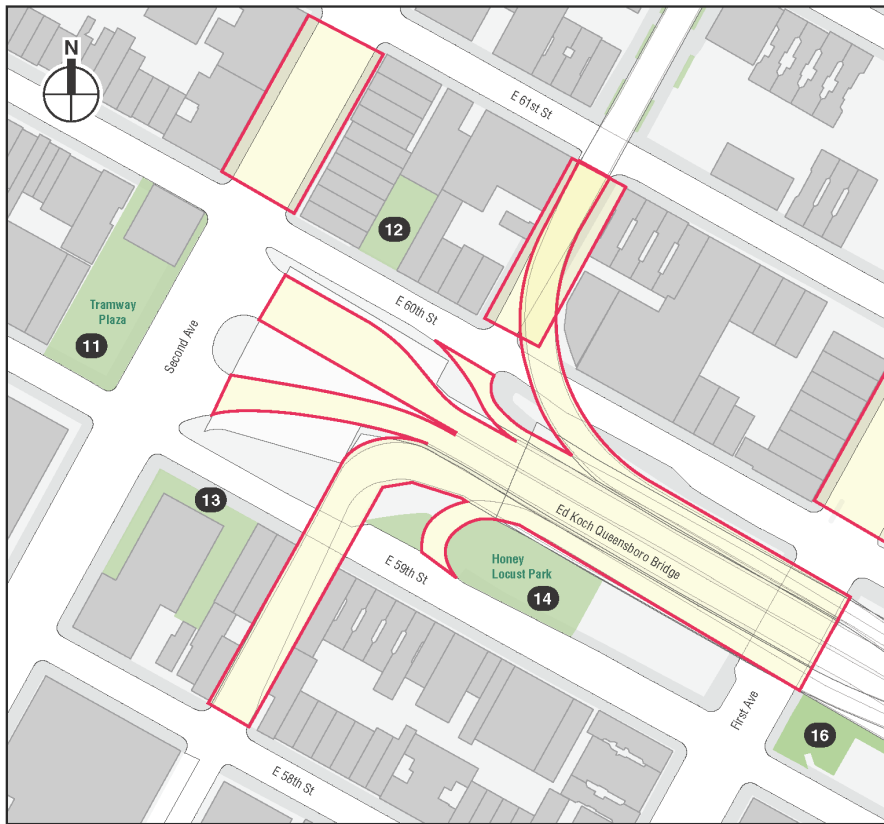 N
E 61st St
12
E 60th St
Tramway
Plaza
11
Second Ave
13
Ed Koch Queensboro Bridge
E 59th St
Honey
Locust Park
14
First Ave
16
E 58th St